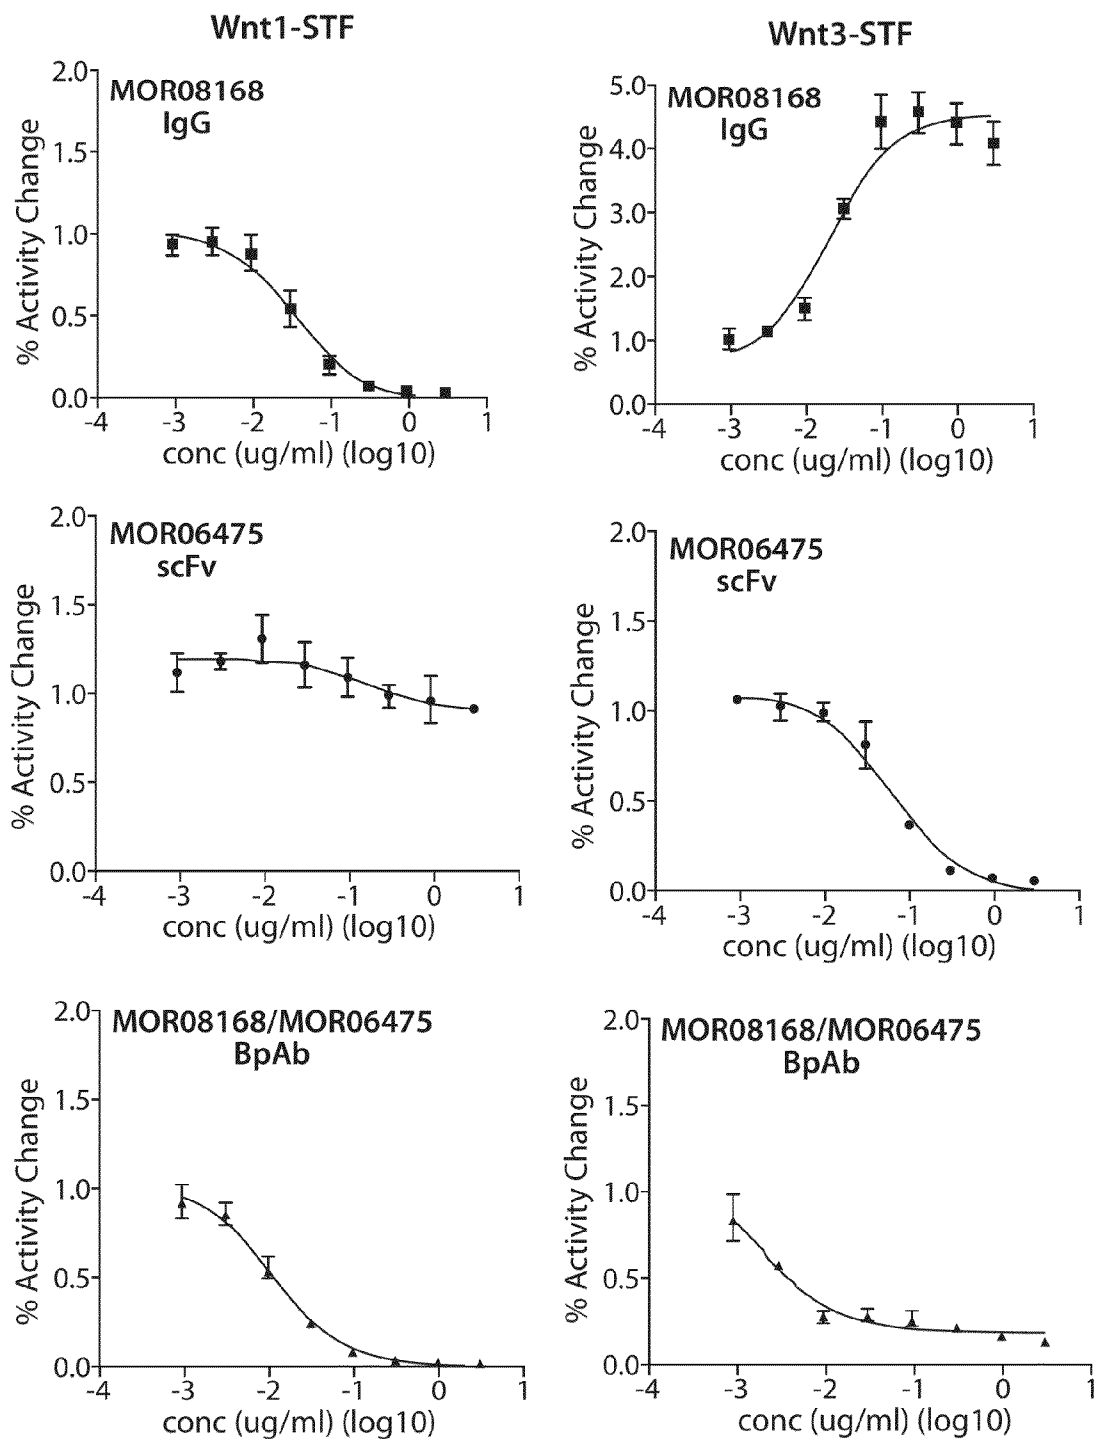 Wnt1-STF
2.0
1.5
1.0
0.5
0.0
-4 -3 -2 -1 0 1
% Activity Change
conc (ug/ml) (log10)
MOR08168
IgG
Wnt3-STF
5.0
4.0
3.0
2.0
1.0
0.0
-4 -3 -2 -1 0 1
% Activity Change
conc (ug/ml) (log10)
MOR08168
IgG
2.0
1.5
1.0
0.5
0.0
-4 -3 -2 -1 0 1
% Activity Change
conc (ug/ml) (log10)
MOR06475
scFv
2.0
1.5
1.0
0.5
0.0
-4 -3 -2 -1 0 1
% Activity Change
conc (ug/ml) (log10)
MOR06475
scFv
2.0
1.5
1.0
0.5
0.0
-4 -3 -2 -1 0 1
% Activity Change
conc (ug/ml) (log10)
MOR08168/MOR06475
BpAb
2.0
1.5
1.0
0.5
0.0
-4 -3 -2 -1 0 1
% Activity Change
conc (ug/ml) (log10)
MOR08168/MOR06475
BpAb